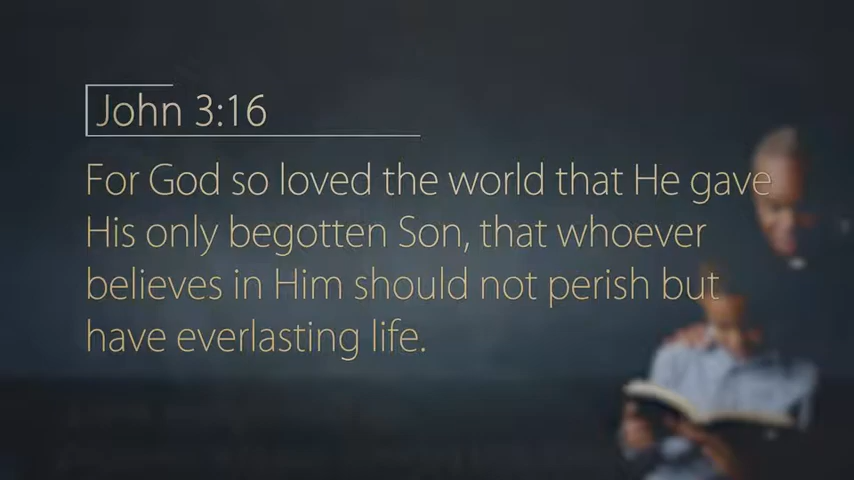 John 3:16
For God so loved the world that He gave
His only begotten Son, that whoever
believes in Him should not perish but
have everlasting life.